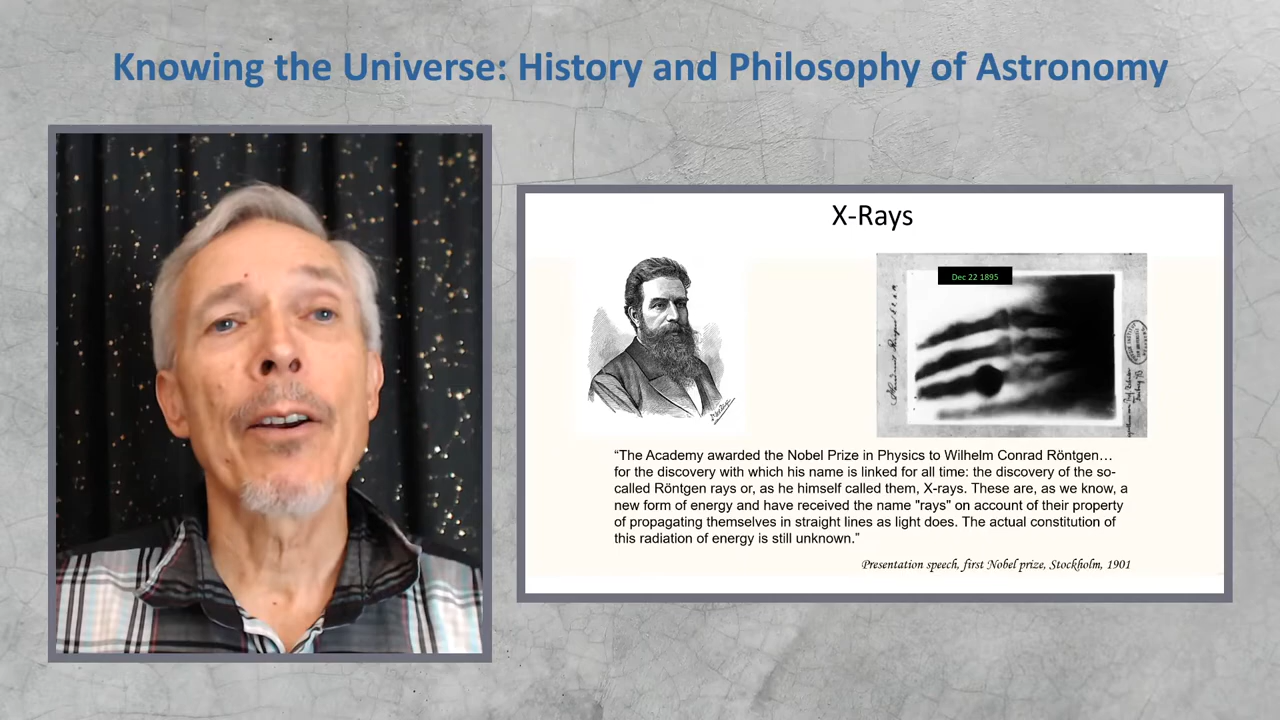 Knowing the Universe: History and Philosophy of Astronomy
X-Rays
Dec 22 1895
“The Academy awarded the Nobel Prize in Physics to Wilhelm Conrad Röntgen…
for the discovery with which his name is linked for all time: the discovery of the so-
called Röntgen rays or, as he himself called them, X-rays. These are, as we know, a
new form of energy and have received the name "rays" on account of their property
of propagating themselves in straight lines as light does. The actual constitution of
this radiation of energy is still unknown.”
Presentation speech, first Nobel prize, Stockholm, 1901